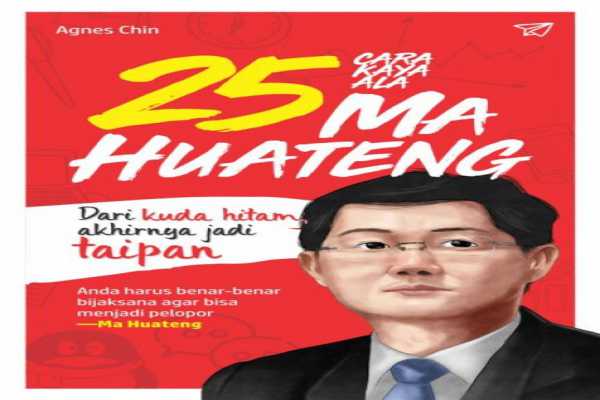 Agnes Chin
25 CARA
KAYA
ALA
MA
HUATENG
Dari kuda hitam,
akhirnya jadi
taipan
Anda harus benar-benar
bijaksana agar bisa
menjadi pelopor
—Ma Huateng